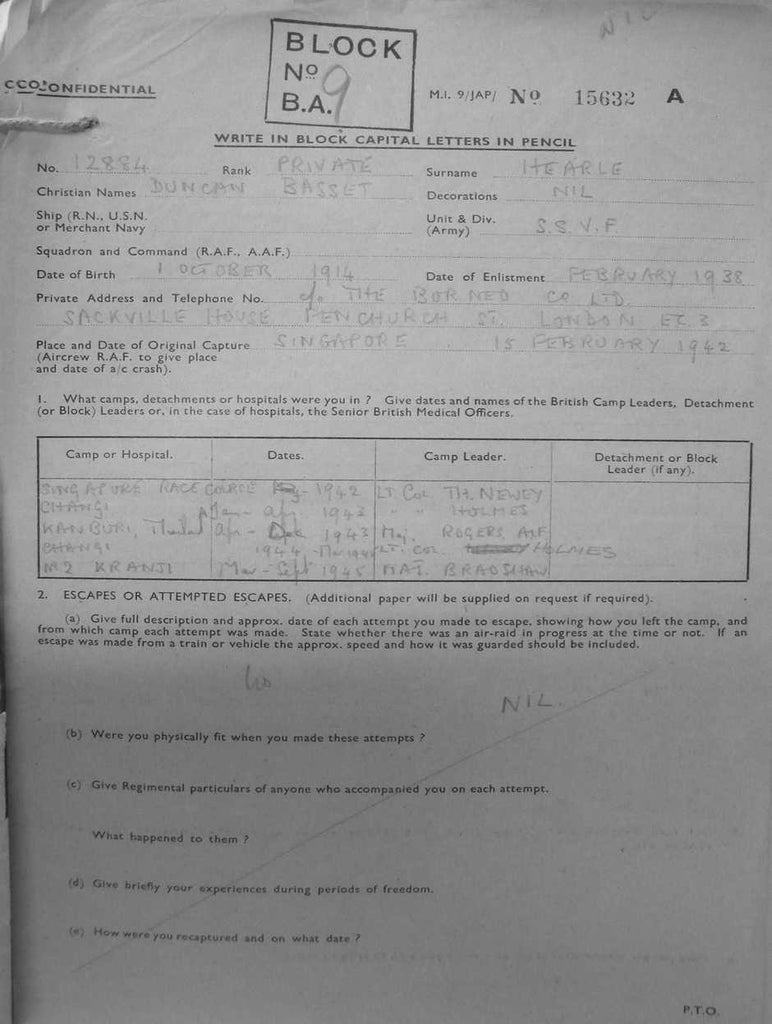 NIL
BLOCK
Nº 9
B.A.
CONFIDENTIAL
M.I. 9/JAP/ Nº 15632 A
WRITE IN BLOCK CAPITAL LETTERS IN PENCIL
No. 12884 Rank PRIVATE Surname HEARLE
Christian Names DUNCAN BASSET Decorations NIL
Ship (R.N., U.S.N. or Merchant Navy Unit & Div. (Army) S.S.V.F.
Squadron and Command (R.A.F., A.A.F.)
Date of Birth 1 OCTOBER 1914 Date of Enlistment FEBRUARY 1938
Private Address and Telephone No. c/o THE BORNEO CO LTD.
SACKVILLE HOUSE FENCHURCH ST. LONDON EC3
Place and Date of Original Capture SINGAPORE. 15 FEBRUARY 1942
(Aircrew R.A.F. to give place
and date of a/c crash).
1. What camps, detachments or hospitals were you in ? Give dates and names of the British Camp Leaders, Detachment
(or Block) Leaders or, in the case of hospitals, the Senior British Medical Officers.
Camp or Hospital. Dates. Camp Leader. Detachment or Block
Leader (if any).
SINGAPORE RACE COURSE 1942 LT Col TH. NEWEY
CHANGI - Apr 1943 " " HOLMES
KANBURI, Thailand Apr - Dec 1943 Maj. ROGERS AIF
CHANGI 1944 - Mar 1945 LT. COL HOLMES
No 2 KRANJI Mar - Sept 1945 MAJ. BRADSHAW
2. ESCAPES OR ATTEMPTED ESCAPES. (Additional paper will be supplied on request if required).
(a) Give full description and approx. date of each attempt you made to escape, showing how you left the camp, and
from which camp each attempt was made. State whether there was an air-raid in progress at the time or not. If an
escape was made from a train or vehicle the approx. speed and how it was guarded should be included.
NIL.
(b) Were you physically fit when you made these attempts ?
(c) Give Regimental particulars of anyone who accompanied you on each attempt.
What happened to them ?
(d) Give briefly your experiences during periods of freedom.
(e) How were you recaptured and on what date ?
P.T.O.